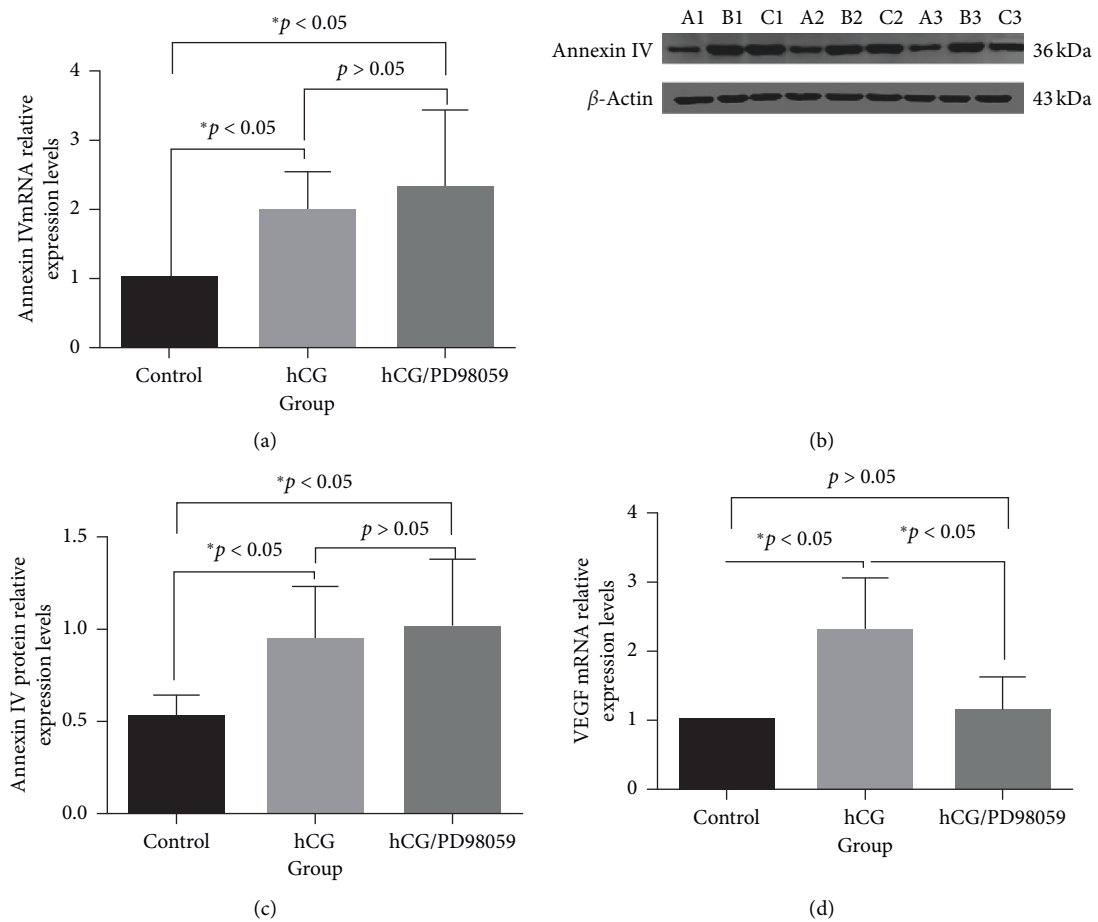 *p < 0.05
p > 0.05
*p < 0.05
4
3
2
1
0
Annexin IVmRNA relative
expression levels
Control
hCG
hCG/PD98059
Group
(a)
A1 B1 C1 A2 B2 C2 A3 B3 C3
Annexin IV
36 kDa
β-Actin
43 kDa
(b)
*p < 0.05
p > 0.05
*p < 0.05
1.5
1.0
0.5
0.0
Annexin IV protein relative
expression levels
Control
hCG
hCG/PD98059
Group
(c)
p > 0.05
*p < 0.05
*p < 0.05
4
3
2
1
0
VEGF mRNA relative
expression levels
Control
hCG
hCG/PD98059
Group
(d)